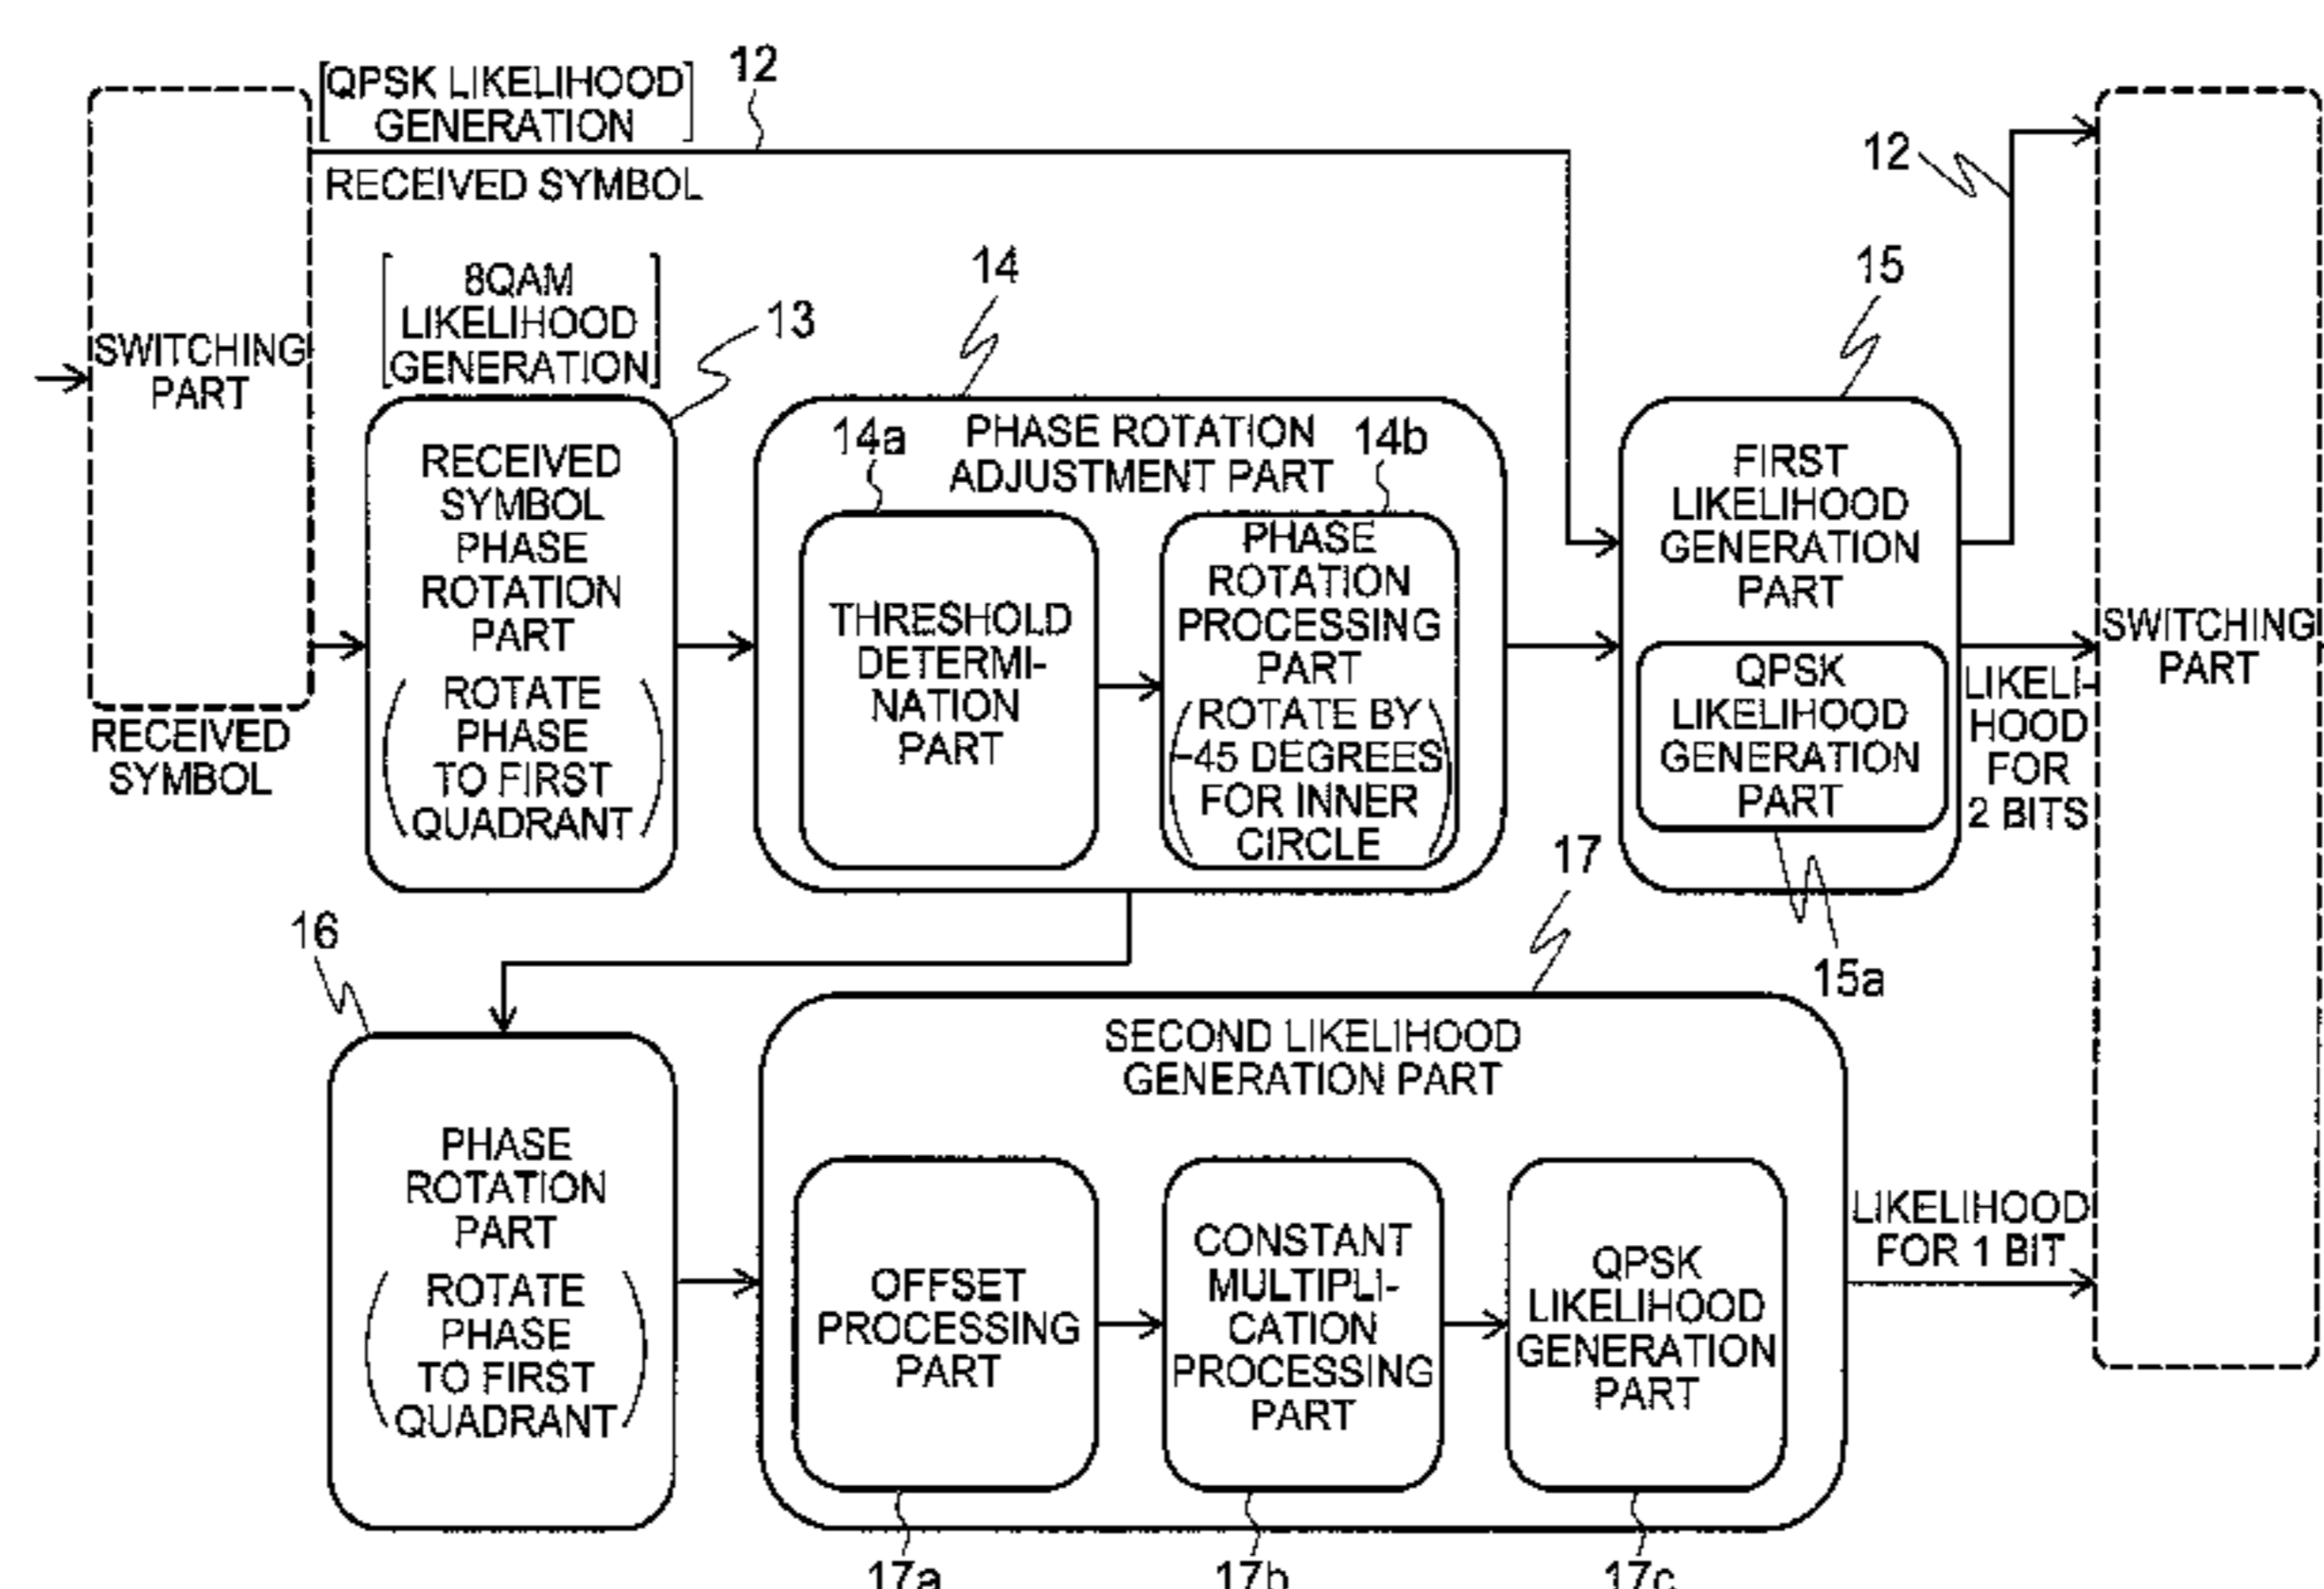 [QPSK LIKELIHOOD
GENERATION]
12
RECEIVED SYMBOL
12
[8QAM
LIKELIHOOD
GENERATION]
13
14
15
SWITCHING
PART
RECEIVED
SYMBOL
RECEIVED
SYMBOL
PHASE
ROTATION
PART
(ROTATE
PHASE
TO FIRST
QUADRANT)
PHASE ROTATION
ADJUSTMENT PART
14a
14b
THRESHOLD
DETERMI-
NATION
PART
PHASE
ROTATION
PROCESSING
PART
(ROTATE BY
-45 DEGREES
FOR INNER
CIRCLE)
FIRST
LIKELIHOOD
GENERATION
PART
QPSK
LIKELIHOOD
GENERATION
PART
15a
LIKELI-
HOOD
FOR
2 BITS
SWITCHING
PART
16
17
PHASE
ROTATION
PART
(ROTATE
PHASE
TO FIRST
QUADRANT)
SECOND LIKELIHOOD
GENERATION PART
OFFSET
PROCESSING
PART
CONSTANT
MULTIPLI-
CATION
PROCESSING
PART
QPSK
LIKELIHOOD
GENERATION
PART
LIKELIHOOD
FOR 1 BIT
17a
17b
17c